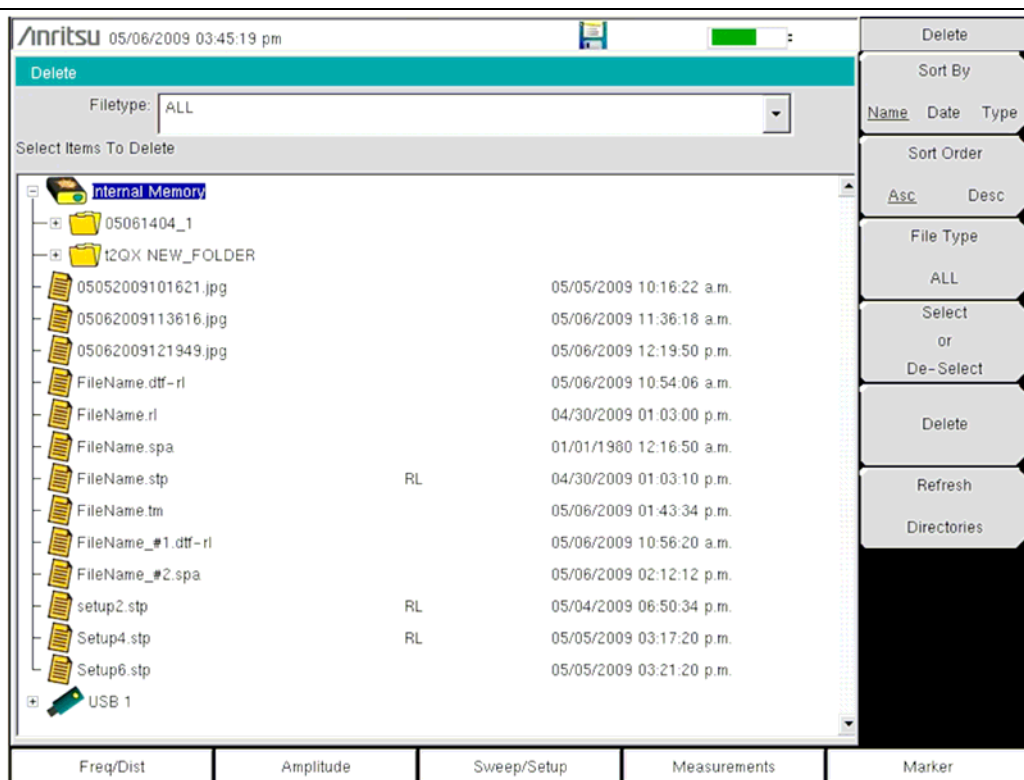 /Inritsu 05/06/2009 03:45:19 pm
Delete
Filetype: ALL
Select Items To Delete
Internal Memory
05061404_1
t2QX NEW_FOLDER
05052009101621.jpg 05/05/2009 10:16:22 a.m.
05062009113616.jpg 05/06/2009 11:36:18 a.m.
05062009121949.jpg 05/06/2009 12:19:50 p.m.
FileName.dtf-rl 05/06/2009 10:54:06 a.m.
FileName.rl 04/30/2009 01:03:00 p.m.
FileName.spa 01/01/1980 12:16:50 a.m.
FileName.stp RL 04/30/2009 01:03:10 p.m.
FileName.tm 05/06/2009 01:43:34 p.m.
FileName_#1.dtf-rl 05/06/2009 10:56:20 a.m.
FileName_#2.spa 05/06/2009 02:12:12 p.m.
setup2.stp RL 05/04/2009 06:50:34 p.m.
Setup4.stp RL 05/05/2009 03:17:20 p.m.
Setup6.stp 05/05/2009 03:21:20 p.m.
USB 1
Delete
Sort By
Name Date Type
Sort Order
Asc Desc
File Type
ALL
Select
or
De-Select
Delete
Refresh
Directories
Freq/Dist Amplitude Sweep/Setup Measurements Marker